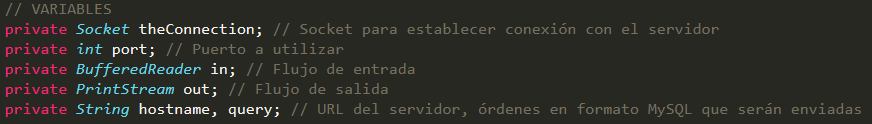 // VARIABLES
private Socket theConnection; // Socket para establecer conexión con el servidor
private int port; // Puerto a utilizar
private BufferedReader in; // Flujo de entrada
private PrintStream out; // Flujo de salida
private String hostname, query; // URL del servidor, órdenes en formato MySQL que serán enviadas